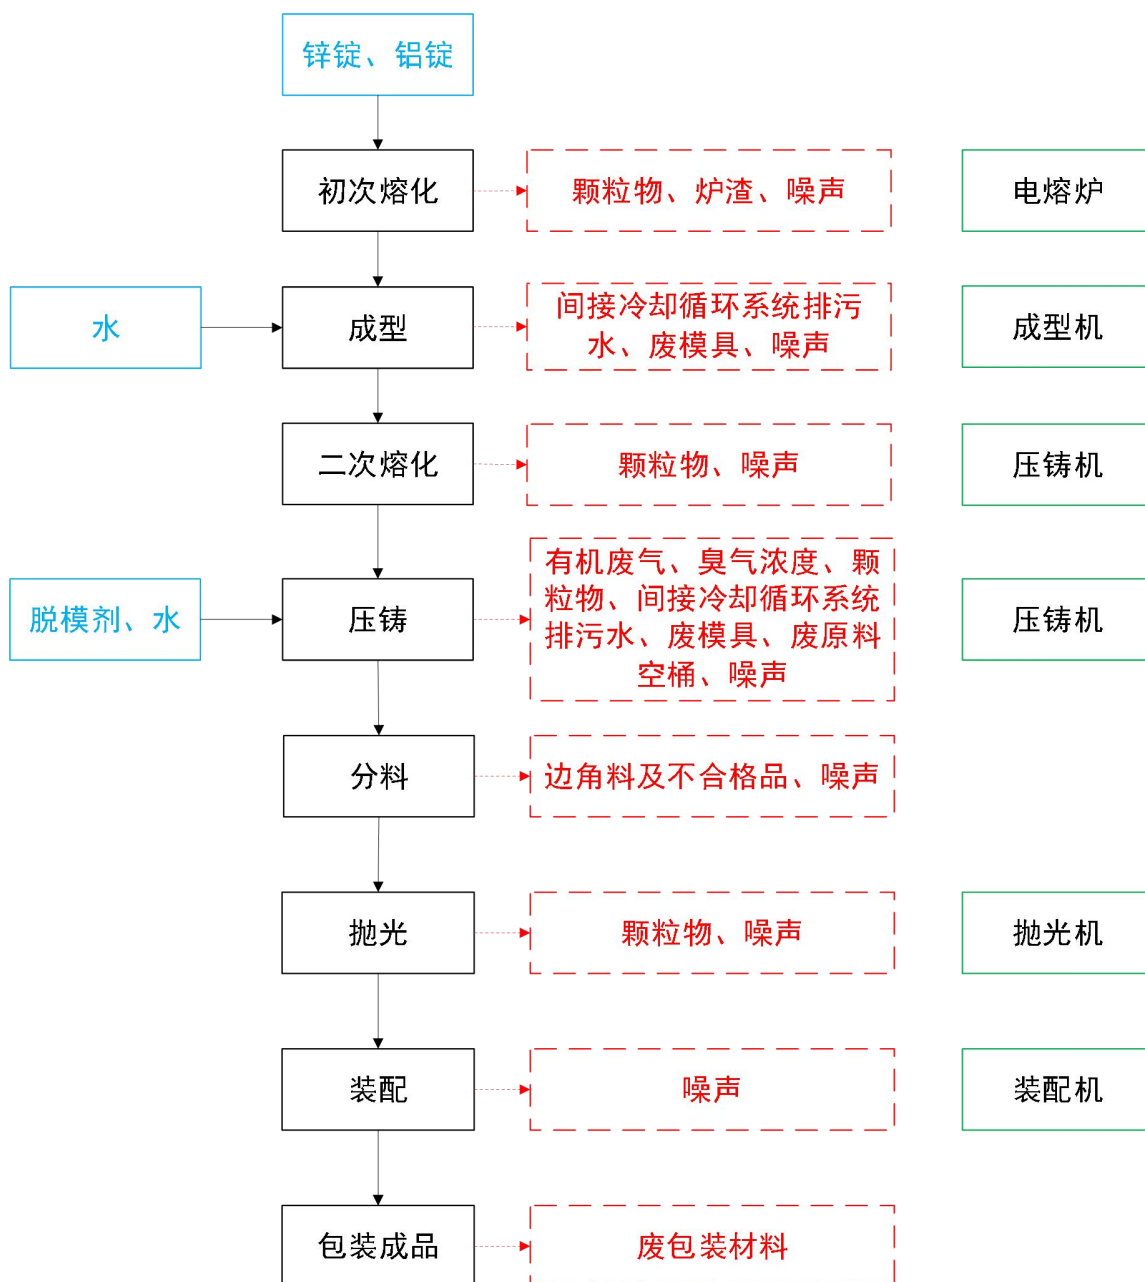 锌锭、铝锭
初次熔化
颗粒物、炉渣、噪声
电熔炉
水
成型
间接冷却循环系统排污
水、废模具、噪声
成型机
二次熔化
颗粒物、噪声
压铸机
脱模剂、水
压铸
有机废气、臭气浓度、颗
粒物、间接冷却循环系统
排污水、废模具、废原料
空桶、噪声
压铸机
分料
边角料及不合格品、噪声
抛光
颗粒物、噪声
抛光机
装配
噪声
装配机
包装成品
废包装材料